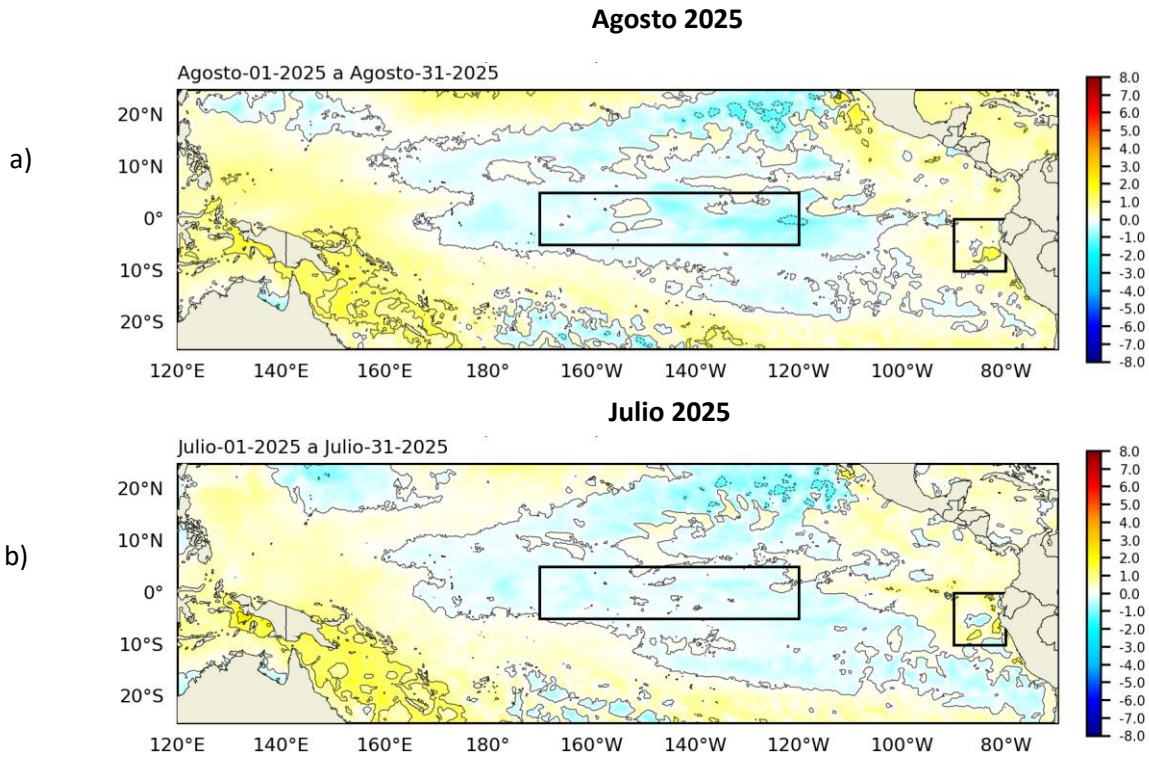 Agosto 2025
Agosto-01-2025 a Agosto-31-2025
a)
20°N
10°N
0°
10°S
20°S
120°E 140°E 160°E 180° 160°W 140°W 120°W 100°W 80°W
8.0
7.0
6.0
5.0
4.0
3.0
2.0
1.0
0.0
-1.0
-2.0
-3.0
-4.0
-5.0
-6.0
-7.0
-8.0
Julio 2025
Julio-01-2025 a Julio-31-2025
b)
20°N
10°N
0°
10°S
20°S
120°E 140°E 160°E 180° 160°W 140°W 120°W 100°W 80°W
8.0
7.0
6.0
5.0
4.0
3.0
2.0
1.0
0.0
-1.0
-2.0
-3.0
-4.0
-5.0
-6.0
-7.0
-8.0